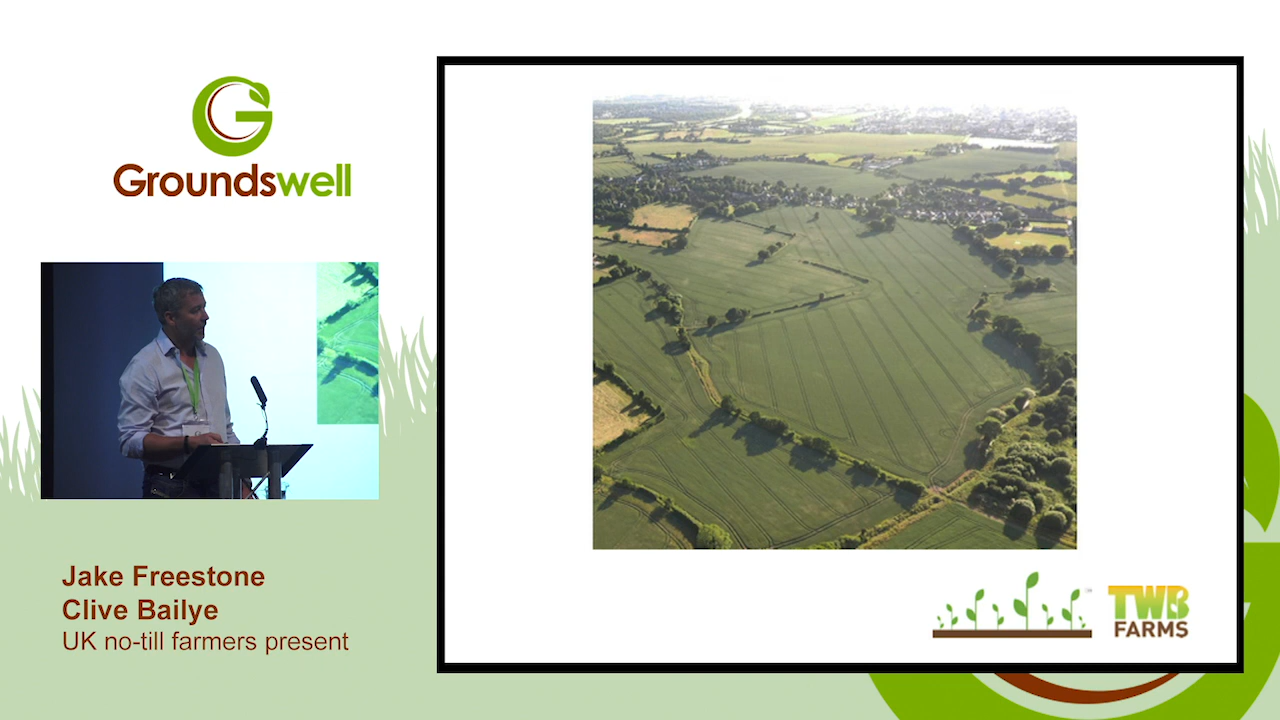 Groundswell
Jake Freestone
Clive Bailye
UK no-till farmers present
TWB
FARMS